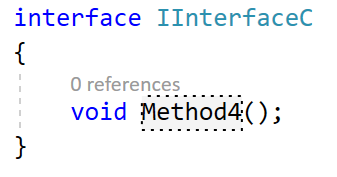 interface IInterfaceC
{
0 references
void Method4();
}